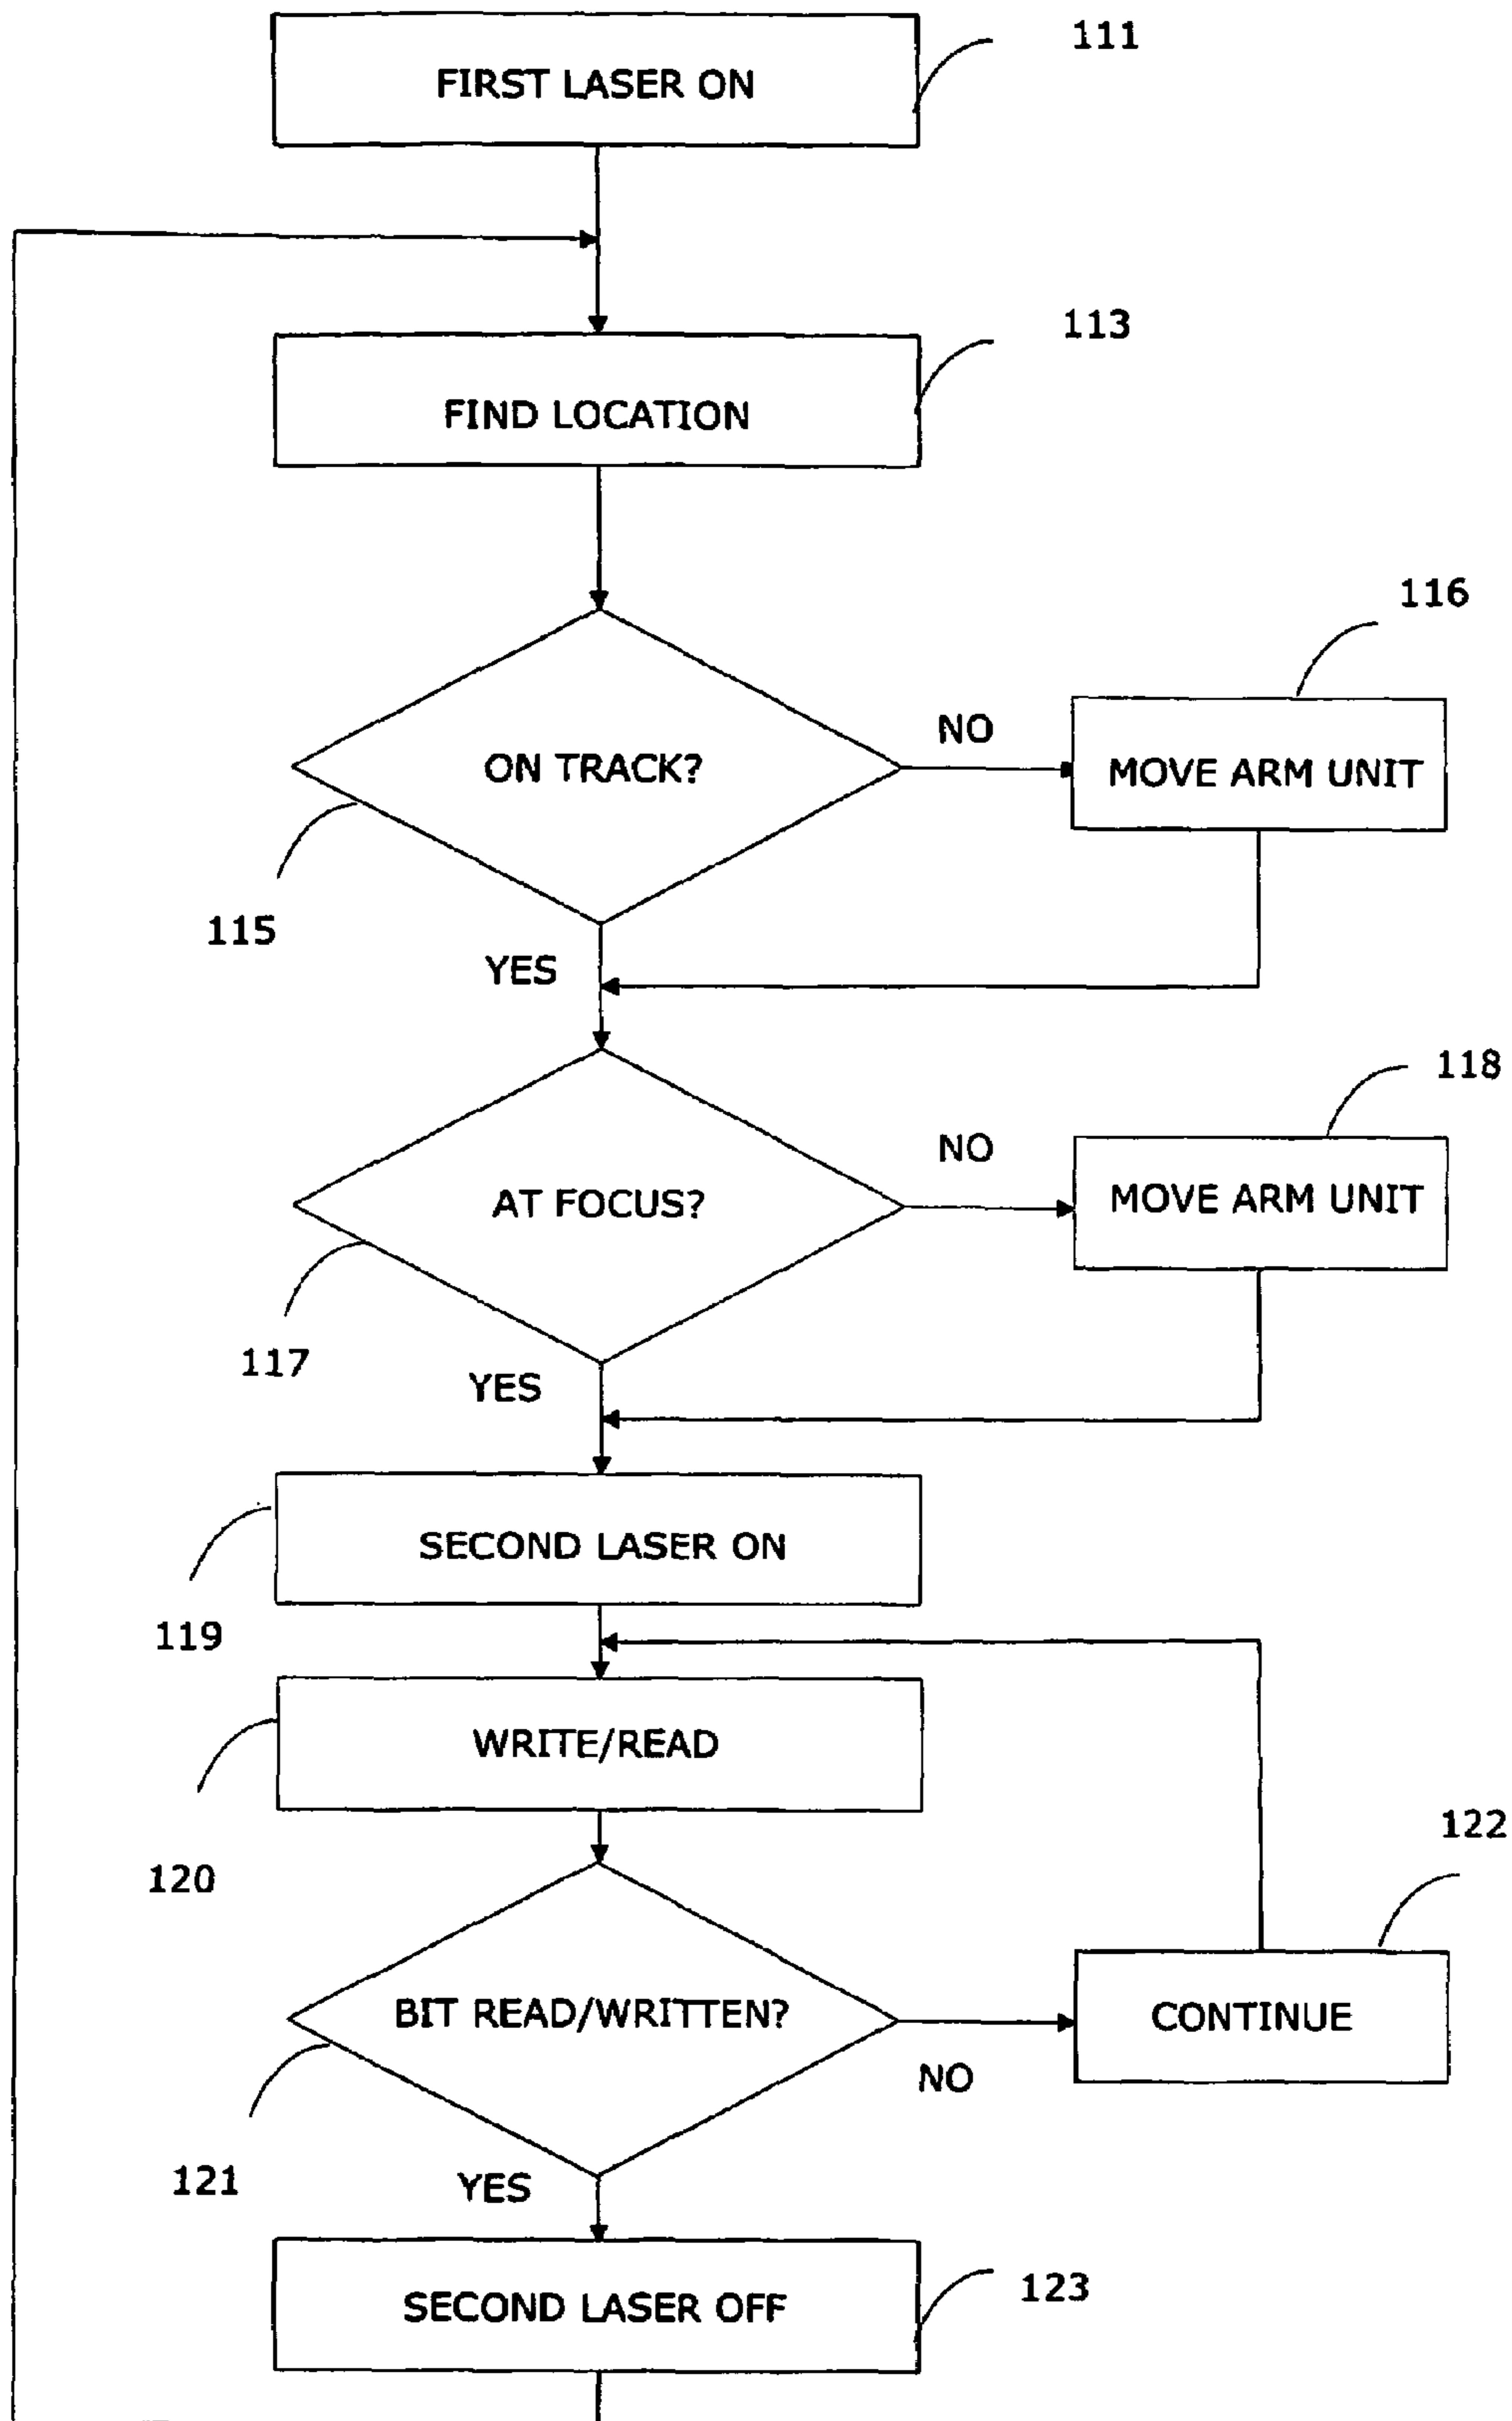 111
FIRST LASER ON
113
FIND LOCATION
116
NO
ON TRACK?
MOVE ARM UNIT
115
YES
118
NO
AT FOCUS?
MOVE ARM UNIT
117
YES
SECOND LASER ON
119
WRITE/READ
122
120
BIT READ/WRITTEN?
CONTINUE
NO
121
YES
123
SECOND LASER OFF